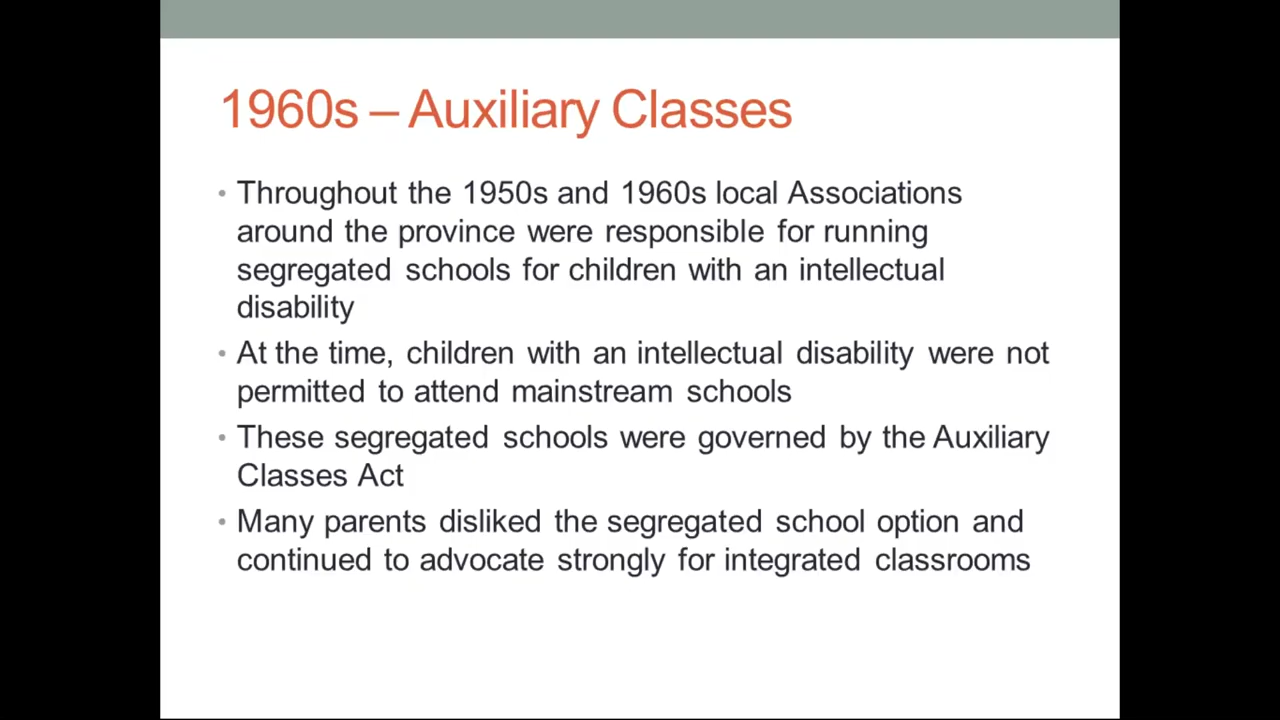 1960s – Auxiliary Classes
• Throughout the 1950s and 1960s local Associations
around the province were responsible for running
segregated schools for children with an intellectual
disability
• At the time, children with an intellectual disability were not
permitted to attend mainstream schools
• These segregated schools were governed by the Auxiliary
Classes Act
• Many parents disliked the segregated school option and
continued to advocate strongly for integrated classrooms